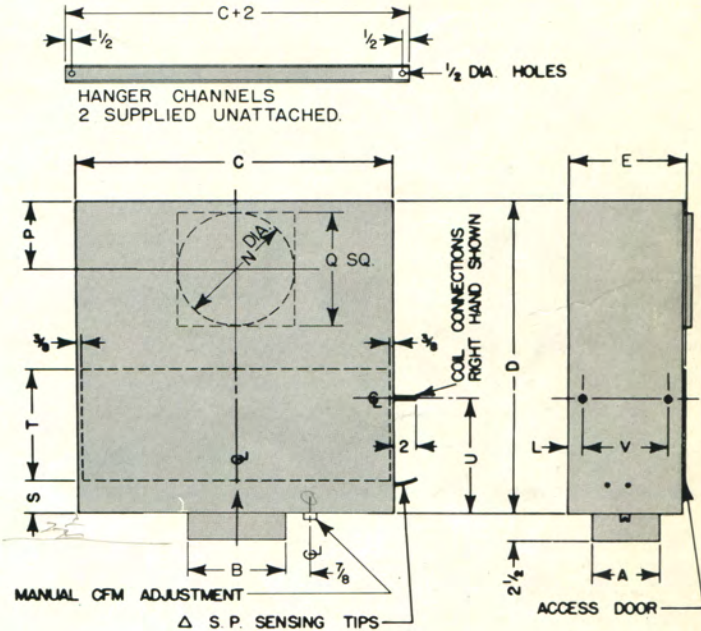 C+2
1/2
1/2
1/2 DIA. HOLES
HANGER CHANNELS
2 SUPPLIED UNATTACHED.
C
E
P
N DIA.
Q SQ.
COIL CONNECTIONS
RIGHT HAND SHOWN
3/8
3/8
D
℄
2
L
V
T
U
℄
S
℄
B
7/8
2 1/2
A
MANUAL CFM ADJUSTMENT
ACCESS DOOR
△ S.P. SENSING TIPS